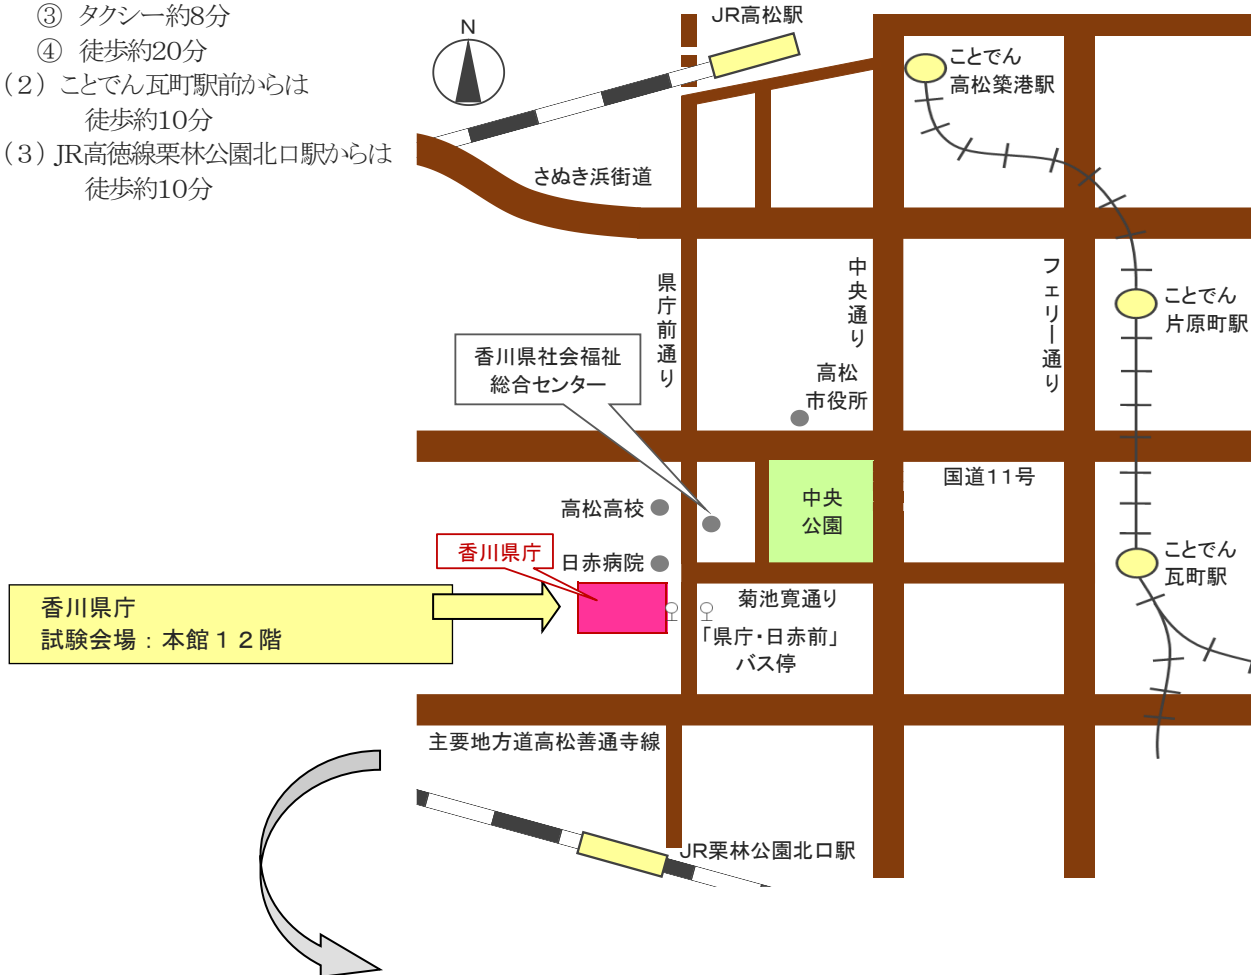 ③ タクシー約8分
④ 徒歩約20分
（2）ことでん瓦町駅前からは
徒歩約10分
（3）JR高徳線栗林公園北口駅からは
徒歩約10分
N
JR高松駅
ことでん
高松築港駅
さぬき浜街道
県庁前通り
中央通り
フェリー通り
ことでん
片原町駅
香川県社会福祉
総合センター
高松
市役所
国道11号
中央
公園
高松高校
香川県庁
日赤病院
ことでん
瓦町駅
香川県庁
試験会場：本館１２階
菊池寛通り
「県庁・日赤前」
バス停
主要地方道高松善通寺線
JR栗林公園北口駅